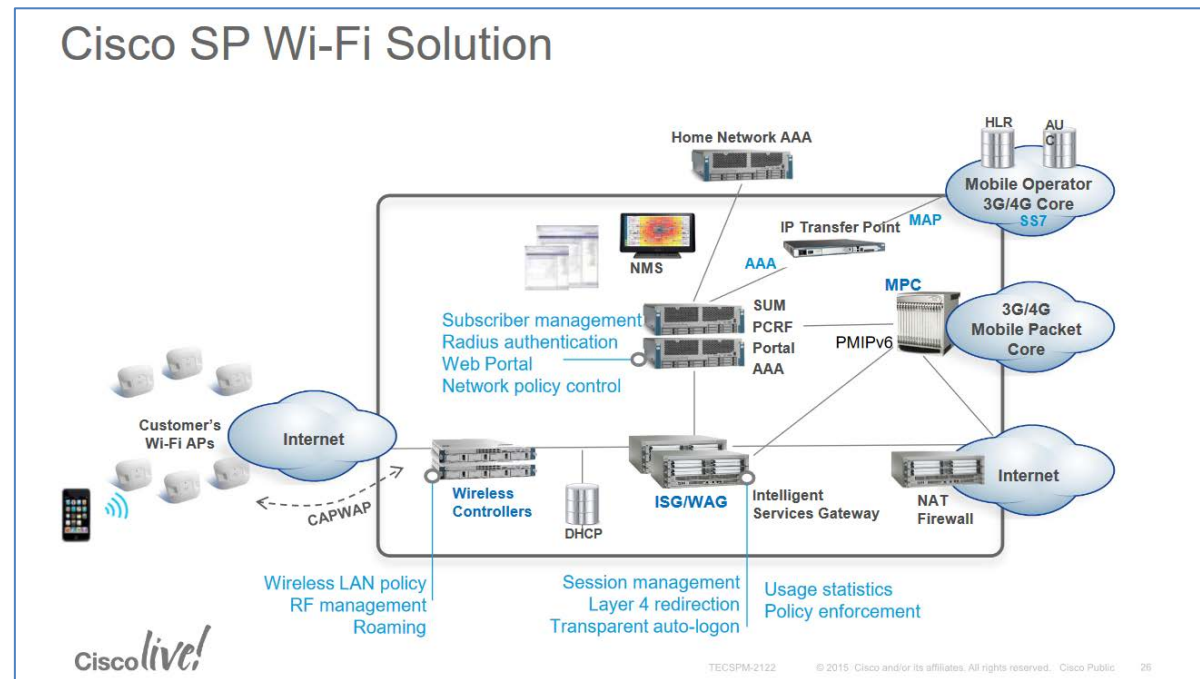 Cisco SP Wi-Fi Solution
HLR
AU
C
Home Network AAA
Mobile Operator
3G/4G Core
SS7
MAP
IP Transfer Point
NMS
AAA
MPC
SUM
PCRF
Portal
AAA
PMIPv6
3G/4G
Mobile Packet
Core
Subscriber management
Radius authentication
Web Portal
Network policy control
Customer's
Wi-Fi APs
Internet
CAPWAP
Wireless
Controllers
DHCP
ISG/WAG
Intelligent
Services Gateway
NAT
Firewall
Internet
Wireless LAN policy
RF management
Roaming
Session management
Layer 4 redirection
Transparent auto-logon
Usage statistics
Policy enforcement
Cisco live!
TECSPM-2122
© 2015 Cisco and/or its affiliates. All rights reserved. Cisco Public
26